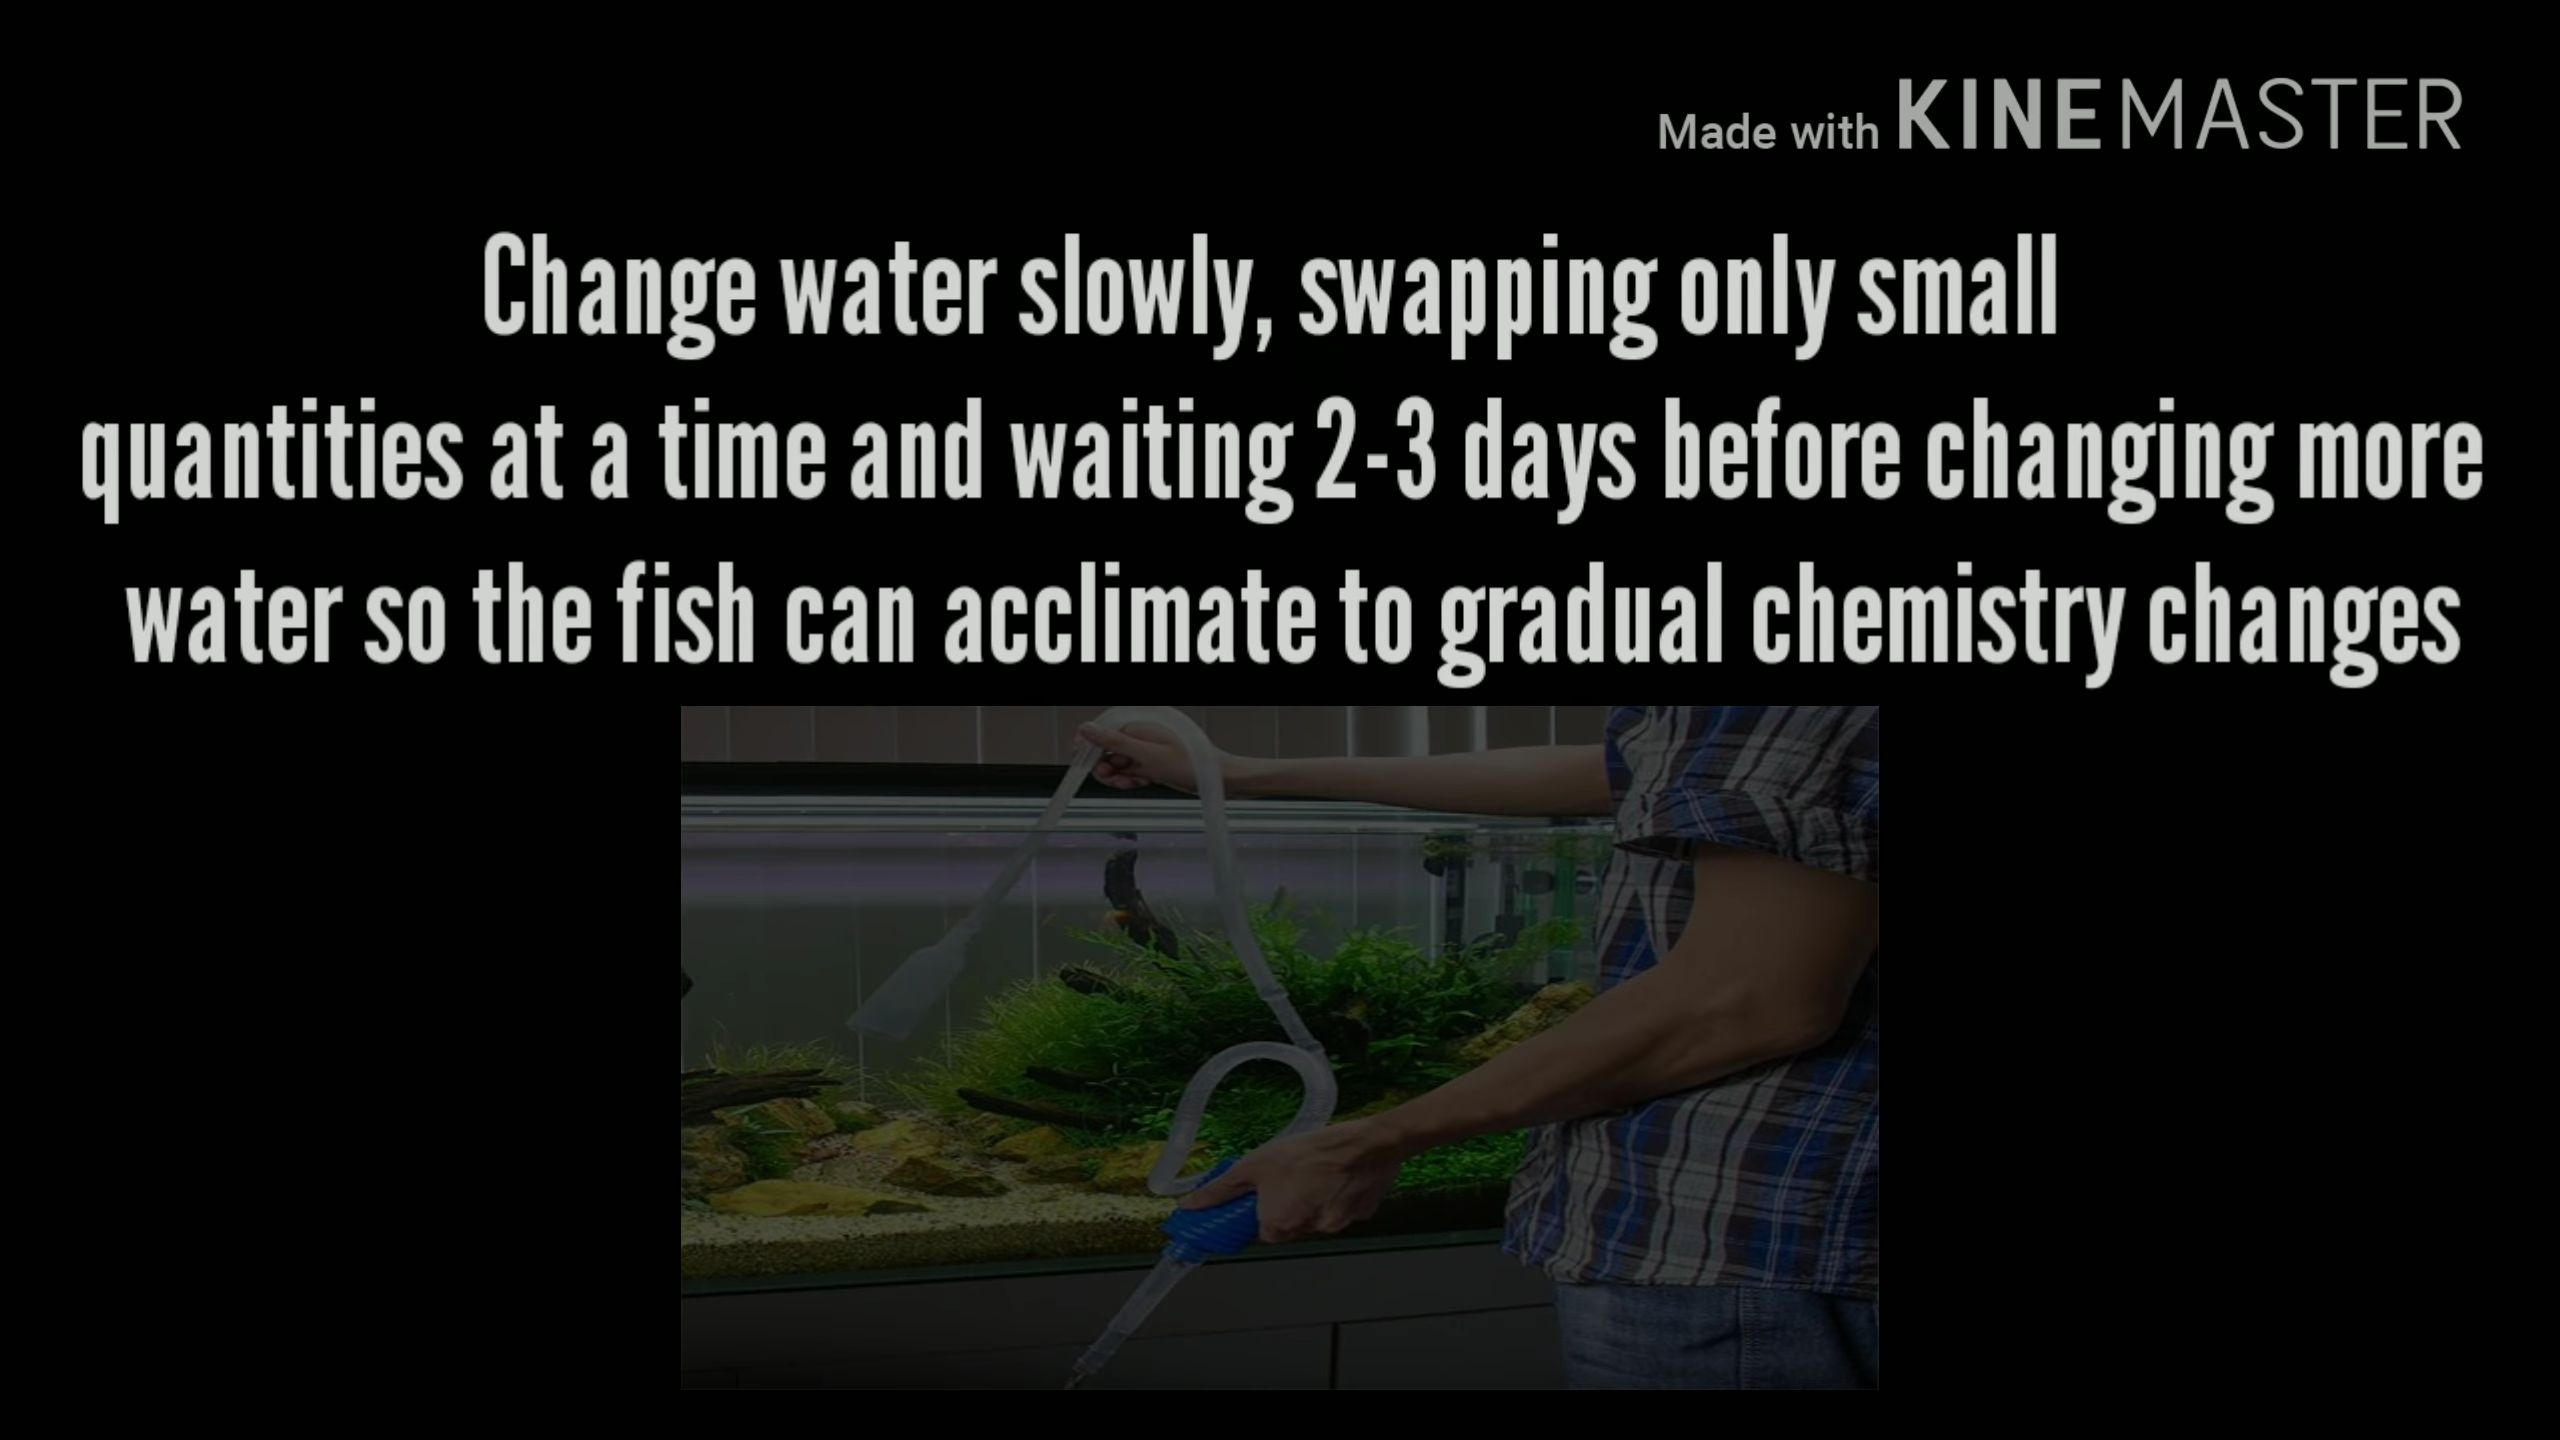 Made with KINEMASTER
Change water slowly, swapping only small
quantities at a time and waiting 2-3 days before changing more
water so the fish can acclimate to gradual chemistry changes